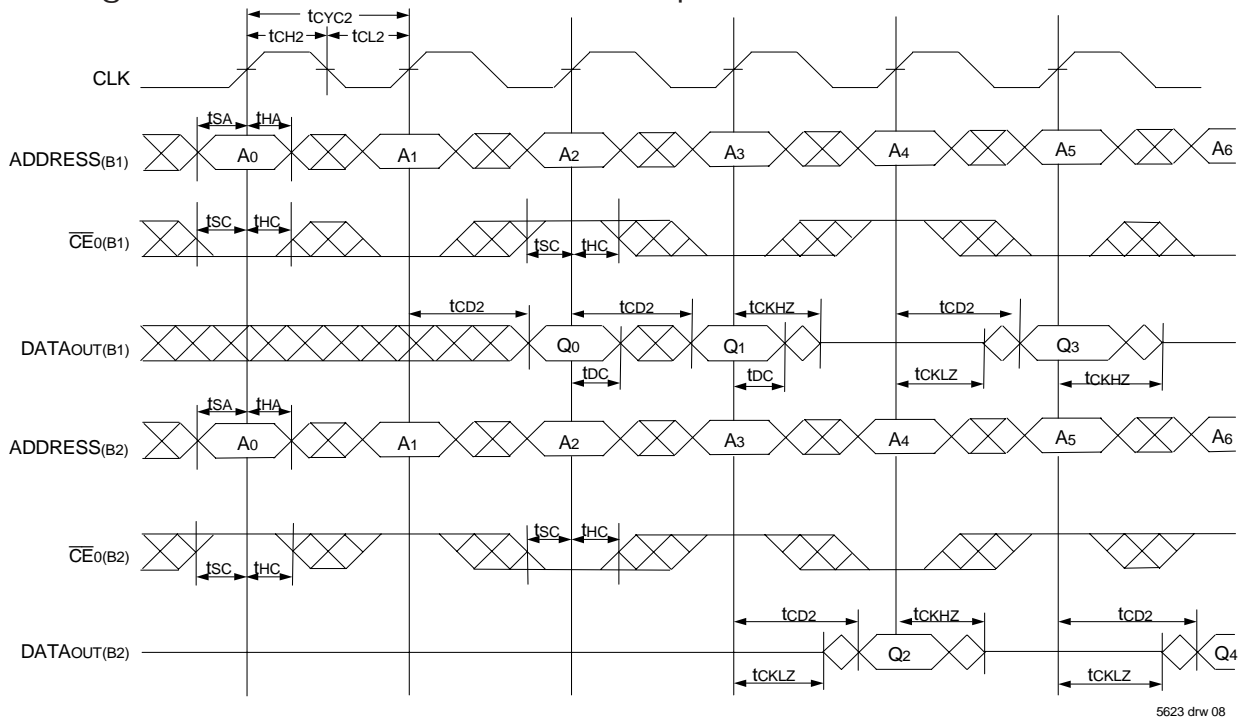 tCYC2
tCH2 tCL2
CLK
tSA tHA
ADDRESS(B1) A0 A1 A2 A3 A4 A5 A6
tSC tHC
CE0(B1)
tSC tHC
tCD2 tCD2 tCKHZ tCD2
DATAOUT(B1) Q0 Q1 Q3
tDC tDC tCKLZ tCKHZ
tSA tHA
ADDRESS(B2) A0 A1 A2 A3 A4 A5 A6
tSC tHC
CE0(B2)
tSC tHC
tCD2 tCKHZ tCD2
DATAOUT(B2) Q2 Q4
tCKLZ tCKLZ
5623 drw 08